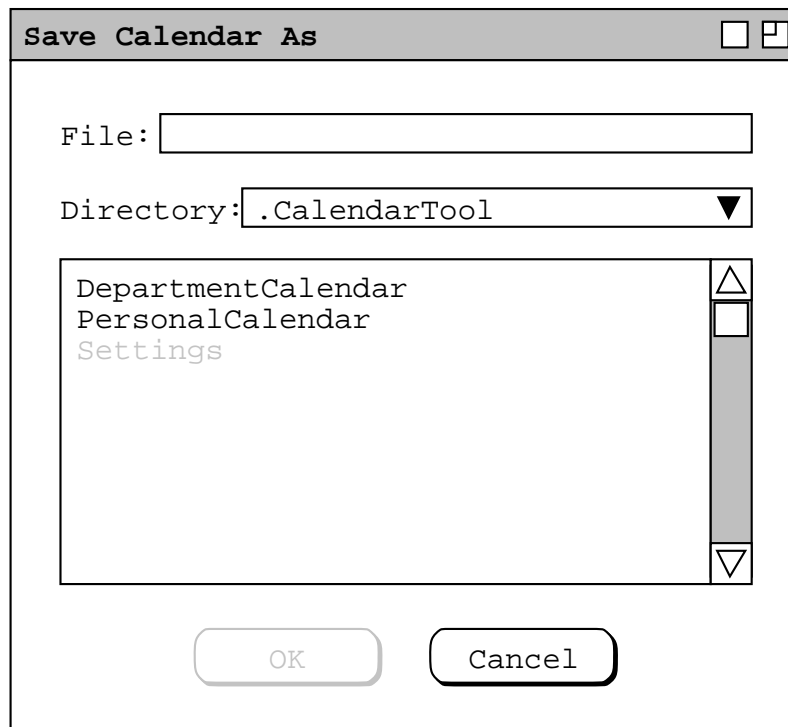 Save Calendar As
File:
Directory: .CalendarTool
DepartmentCalendar
PersonalCalendar
Settings
OK Cancel